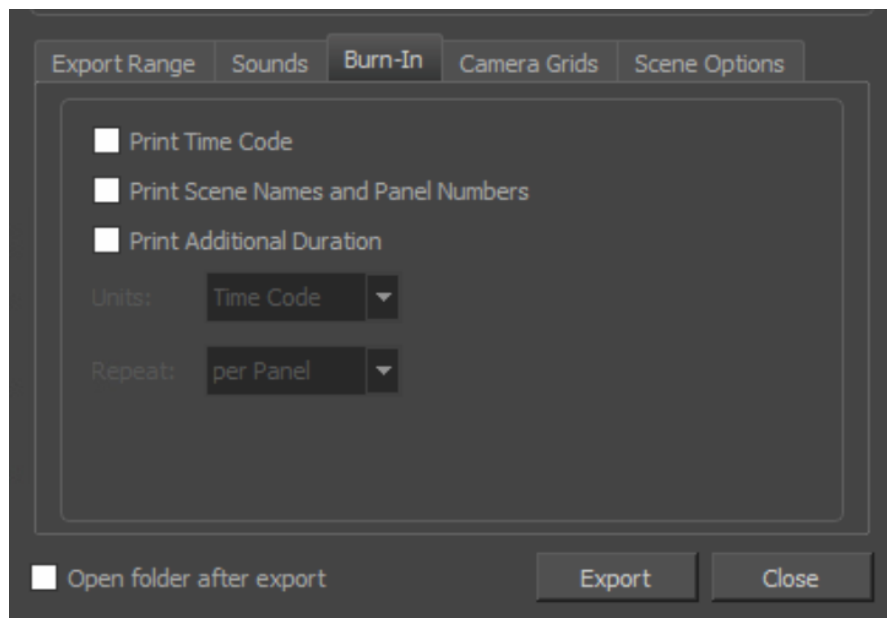 Export Range Sounds Burn-In Camera Grids Scene Options
Print Time Code
Print Scene Names and Panel Numbers
Print Additional Duration
Units: Time Code
Repeat: per Panel
Open folder after export Export Close